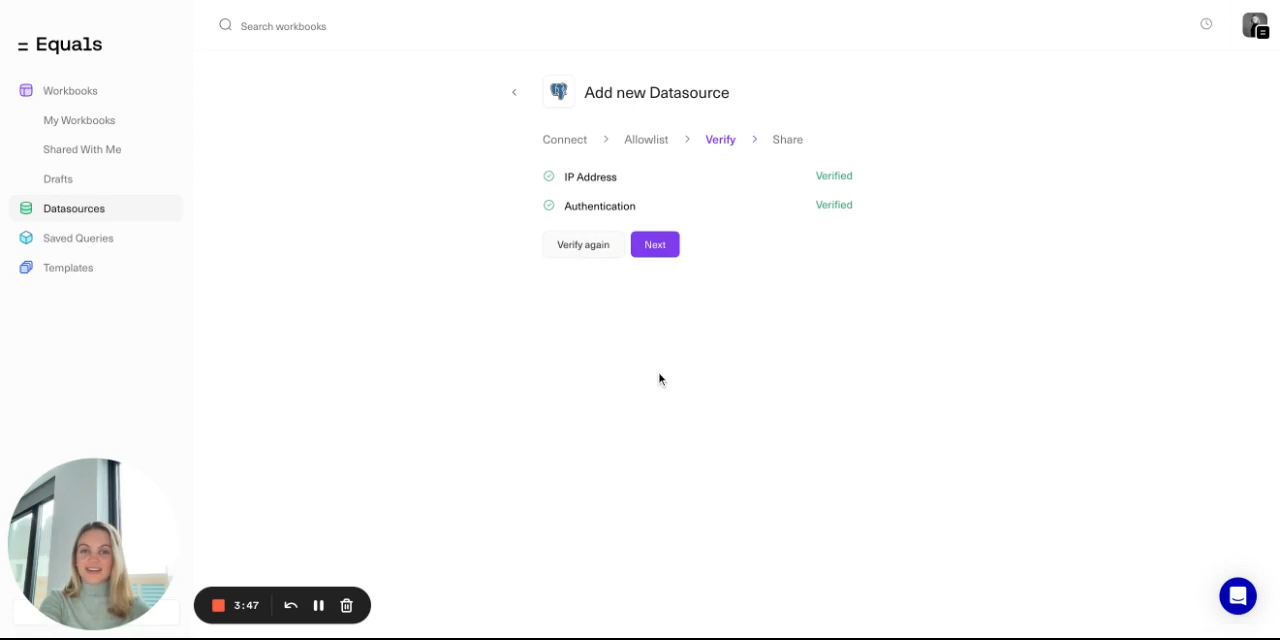 Search workbooks
= Equals
Workbooks
My Workbooks
Shared With Me
Drafts
Datasources
Saved Queries
Templates
Add new Datasource
Connect > Allowlist > Verify > Share
IP Address Verified
Authentication Verified
Verify again Next
3:47